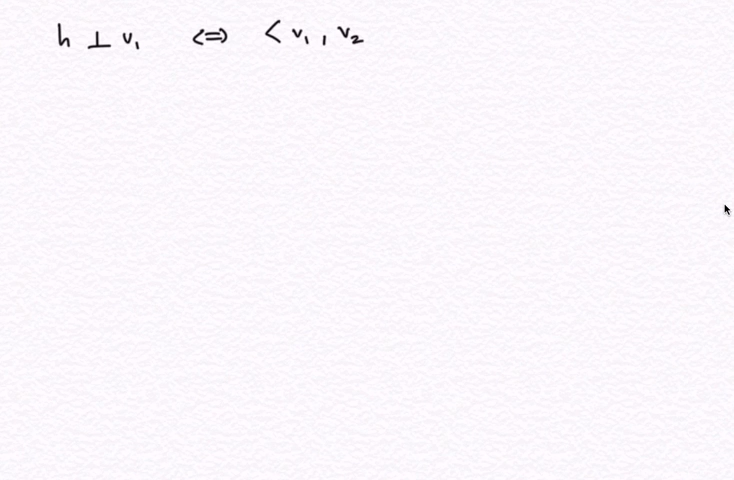 h ⊥ v₁ <=> < v₁ , v₂